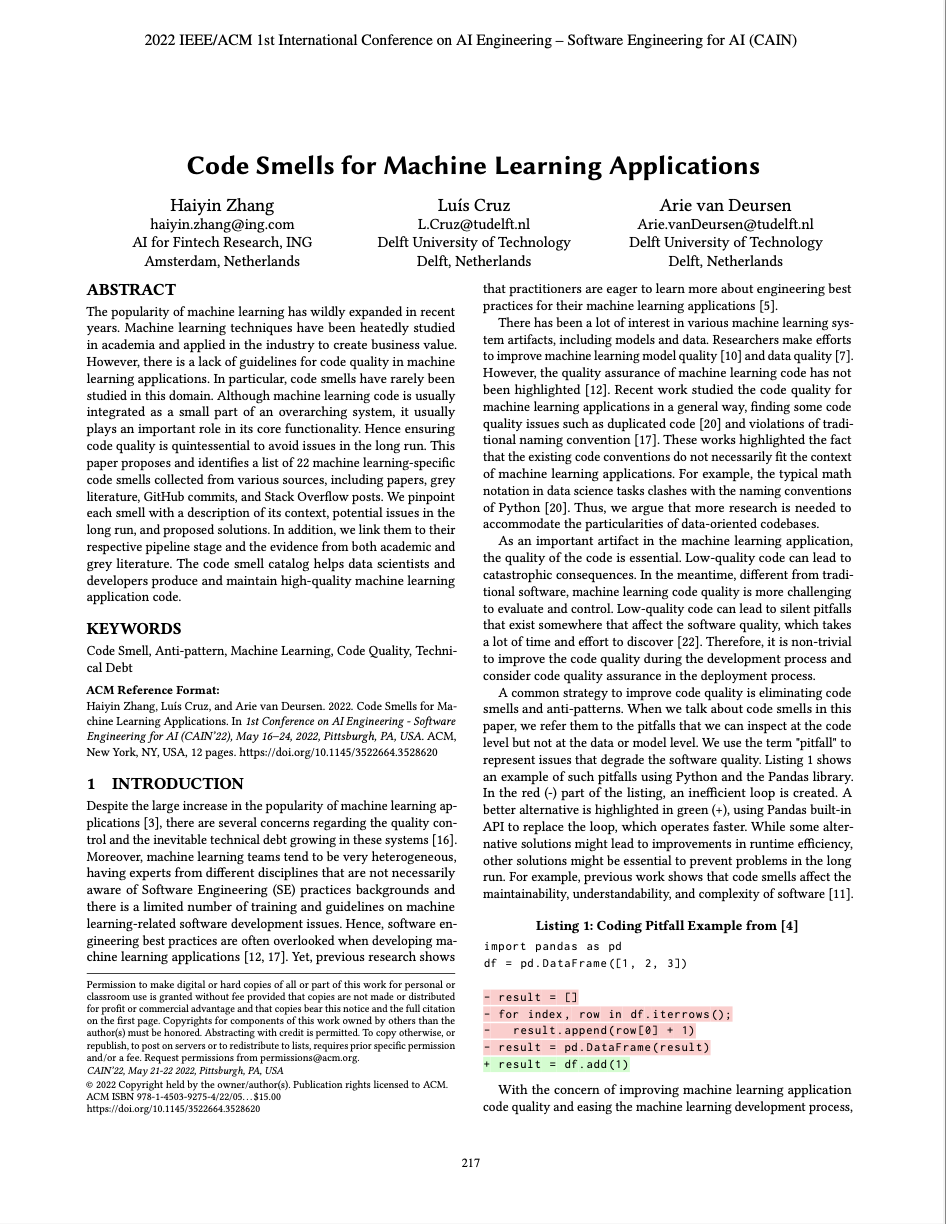 2022 IEEE/ACM 1st International Conference on AI Engineering – Software Engineering for AI (CAIN)
Code Smells for Machine Learning Applications
Haiyin Zhang
haiyin.zhang@ing.com
AI for Fintech Research, ING
Amsterdam, Netherlands
Luís Cruz
L.Cruz@tudelft.nl
Delft University of Technology
Delft, Netherlands
Arie van Deursen
Arie.vanDeursen@tudelft.nl
Delft University of Technology
Delft, Netherlands
ABSTRACT
The popularity of machine learning has wildly expanded in recent
years. Machine learning techniques have been heatedly studied
in academia and applied in the industry to create business value.
However, there is a lack of guidelines for code quality in machine
learning applications. In particular, code smells have rarely been
studied in this domain. Although machine learning code is usually
integrated as a small part of an overarching system, it usually
plays an important role in its core functionality. Hence ensuring
code quality is quintessential to avoid issues in the long run. This
paper proposes and identifies a list of 22 machine learning-specific
code smells collected from various sources, including papers, grey
literature, GitHub commits, and Stack Overflow posts. We pinpoint
each smell with a description of its context, potential issues in the
long run, and proposed solutions. In addition, we link them to their
respective pipeline stage and the evidence from both academic and
grey literature. The code smell catalog helps data scientists and
developers produce and maintain high-quality machine learning
application code.
KEYWORDS
Code Smell, Anti-pattern, Machine Learning, Code Quality, Techni-
cal Debt
ACM Reference Format:
Haiyin Zhang, Luís Cruz, and Arie van Deursen. 2022. Code Smells for Ma-
chine Learning Applications. In 1st Conference on AI Engineering - Software
Engineering for AI (CAIN'22), May 16–24, 2022, Pittsburgh, PA, USA. ACM,
New York, NY, USA, 12 pages. https://doi.org/10.1145/3522664.3528620
1 INTRODUCTION
Despite the large increase in the popularity of machine learning ap-
plications [3], there are several concerns regarding the quality con-
trol and the inevitable technical debt growing in these systems [16].
Moreover, machine learning teams tend to be very heterogeneous,
having experts from different disciplines that are not necessarily
aware of Software Engineering (SE) practices backgrounds and
there is a limited number of training and guidelines on machine
learning-related software development issues. Hence, software en-
gineering best practices are often overlooked when developing ma-
chine learning applications [12, 17]. Yet, previous research shows
Permission to make digital or hard copies of all or part of this work for personal or
classroom use is granted without fee provided that copies are not made or distributed
for profit or commercial advantage and that copies bear this notice and the full citation
on the first page. Copyrights for components of this work owned by others than the
author(s) must be honored. Abstracting with credit is permitted. To copy otherwise, or
republish, to post on servers or to redistribute to lists, requires prior specific permission
and/or a fee. Request permissions from permissions@acm.org.
CAIN'22, May 21-22 2022, Pittsburgh, PA, USA
© 2022 Copyright held by the owner/author(s). Publication rights licensed to ACM.
ACM ISBN 978-1-4503-9275-4/22/05...$15.00
https://doi.org/10.1145/3522664.3528620
that practitioners are eager to learn more about engineering best
practices for their machine learning applications [5].
There has been a lot of interest in various machine learning sys-
tem artifacts, including models and data. Researchers make efforts
to improve machine learning model quality [10] and data quality [7].
However, the quality assurance of machine learning code has not
been highlighted [12]. Recent work studied the code quality for
machine learning applications in a general way, finding some code
quality issues such as duplicated code [20] and violations of tradi-
tional naming convention [17]. These works highlighted the fact
that the existing code conventions do not necessarily fit the context
of machine learning applications. For example, the typical math
notation in data science tasks clashes with the naming conventions
of Python [20]. Thus, we argue that more research is needed to
accommodate the particularities of data-oriented codebases.
As an important artifact in the machine learning application,
the quality of the code is essential. Low-quality code can lead to
catastrophic consequences. In the meantime, different from tradi-
tional software, machine learning code quality is more challenging
to evaluate and control. Low-quality code can lead to silent pitfalls
that exist somewhere that affect the software quality, which takes
a lot of time and effort to discover [22]. Therefore, it is non-trivial
to improve the code quality during the development process and
consider code quality assurance in the deployment process.
A common strategy to improve code quality is eliminating code
smells and anti-patterns. When we talk about code smells in this
paper, we refer them to the pitfalls that we can inspect at the code
level but not at the data or model level. We use the term "pitfall" to
represent issues that degrade the software quality. Listing 1 shows
an example of such pitfalls using Python and the Pandas library.
In the red (-) part of the listing, an inefficient loop is created. A
better alternative is highlighted in green (+), using Pandas built-in
API to replace the loop, which operates faster. While some alter-
native solutions might lead to improvements in runtime efficiency,
other solutions might be essential to prevent problems in the long
run. For example, previous work shows that code smells affect the
maintainability, understandability, and complexity of software [11].
Listing 1: Coding Pitfall Example from [4]
import pandas as pd
df = pd.DataFrame([1, 2, 3])
- result = []
- for index, row in df.iterrows();
-   result.append(row[0] + 1)
- result = pd.DataFrame(result)
+ result = df.add(1)
With the concern of improving machine learning application
code quality and easing the machine learning development process,
217